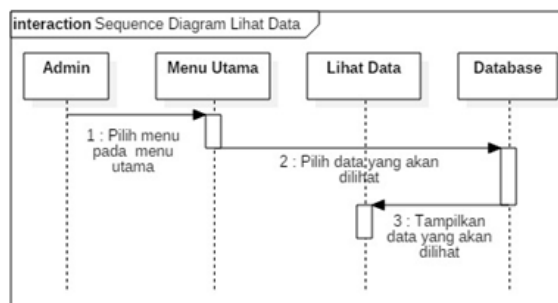 interaction Sequence Diagram Lihat Data
Admin
Menu Utama
Lihat Data
Database
1 : Pilih menu
pada menu
utama
2 : Pilih data yang akan
dilihat
3 : Tampilkan
data yang akan
dilihat